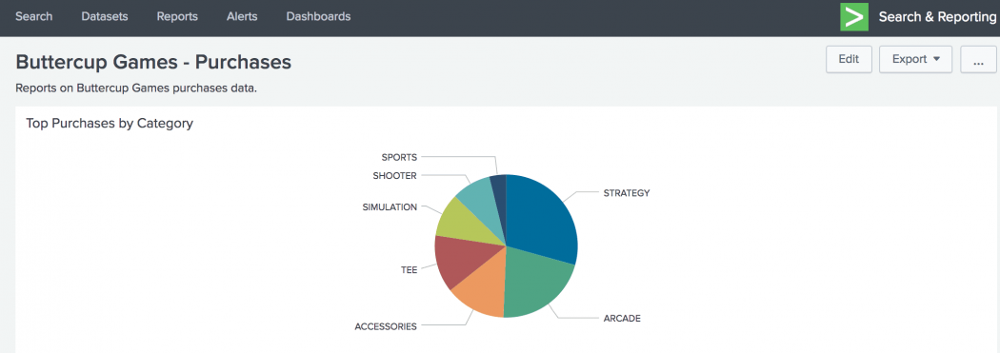 Search Datasets Reports Alerts Dashboards Search & Reporting
Buttercup Games - Purchases Edit Export ...
Reports on Buttercup Games purchases data.
Top Purchases by Category
SPORTS
SHOOTER
STRATEGY
SIMULATION
TEE
ARCADE
ACCESSORIES